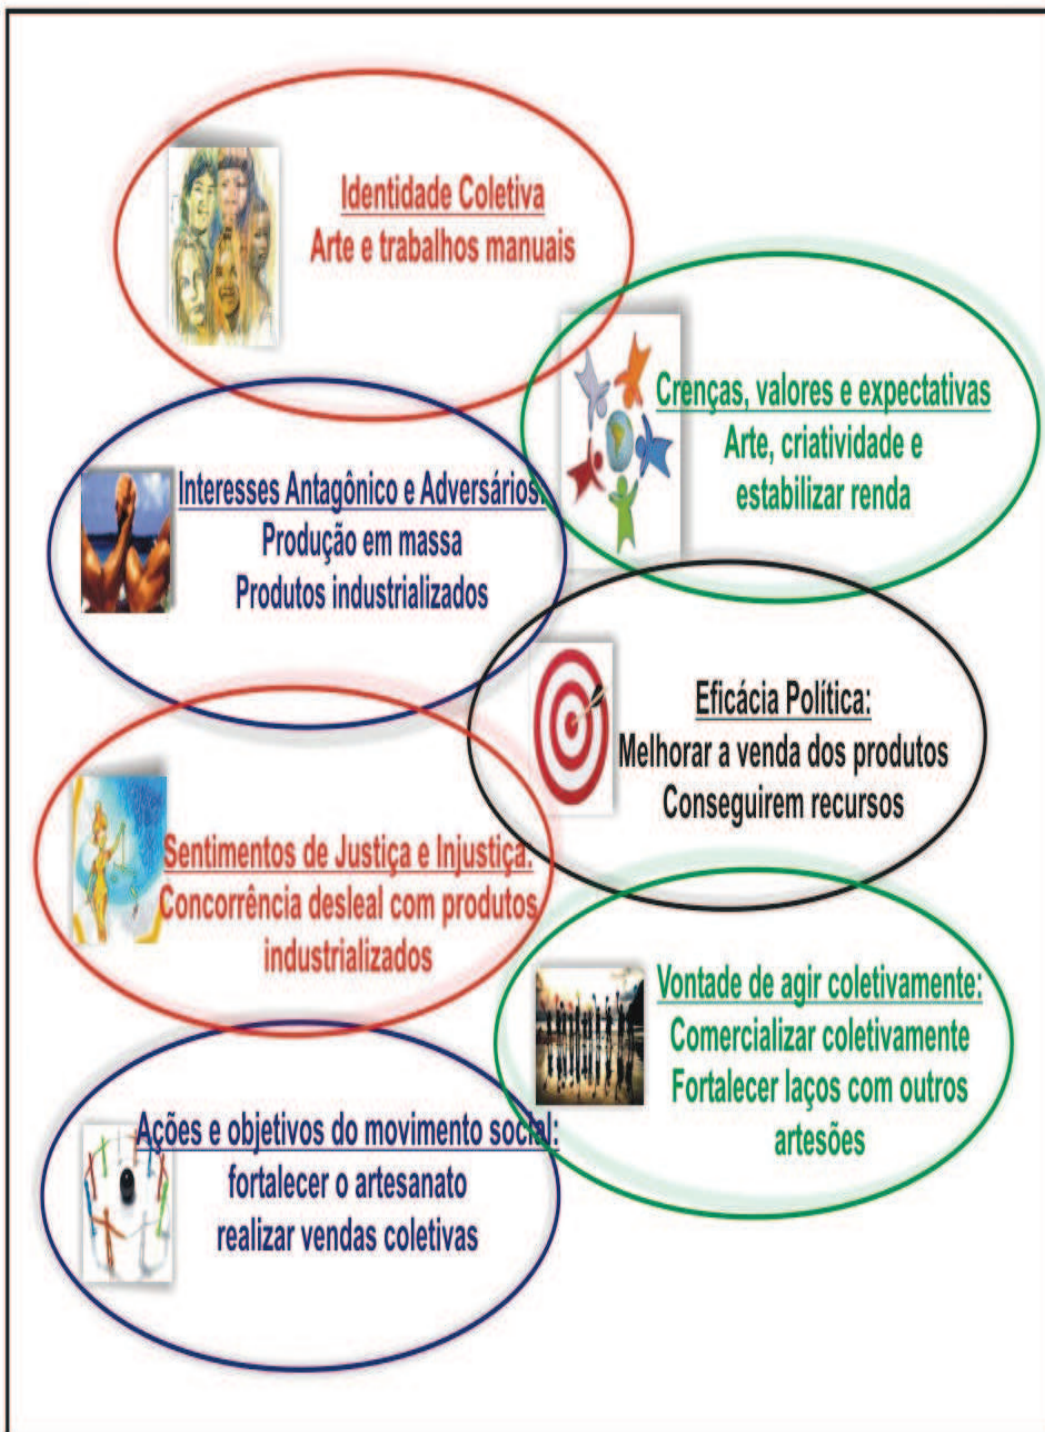 Identidade Coletiva
Arte e trabalhos manuais
Crenças, valores e expectativas
Arte, criatividade e
estabilizar renda
Interesses Antagônico e Adversários:
Produção em massa
Produtos industrializados
Eficácia Política:
Melhorar a venda dos produtos
Conseguirem recursos
Sentimentos de Justiça e Injustiça:
Concorrência desleal com produtos
industrializados
Vontade de agir coletivamente:
Comercializar coletivamente
Fortalecer laços com outros
artesões
Ações e objetivos do movimento social:
fortalecer o artesanato
realizar vendas coletivas